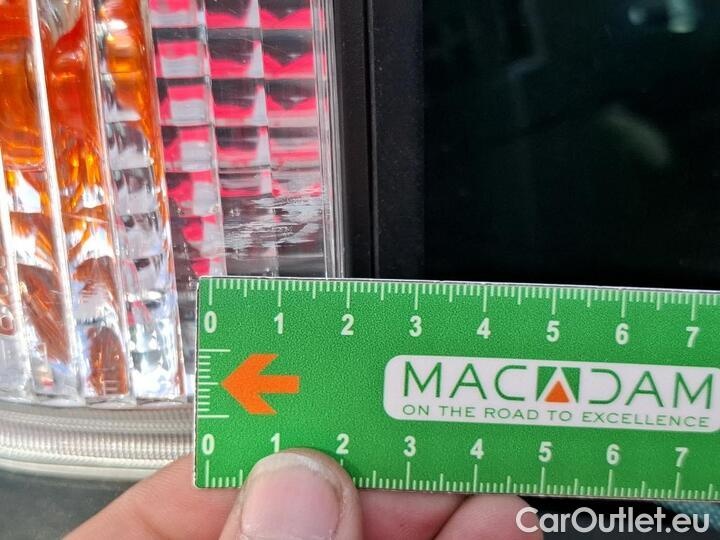 0 1 2 3 4 5 6 7
MACADAM
ON THE ROAD TO EXCELLENCE
0 1 2 3 4 5 6 7
CarOutlet.eu